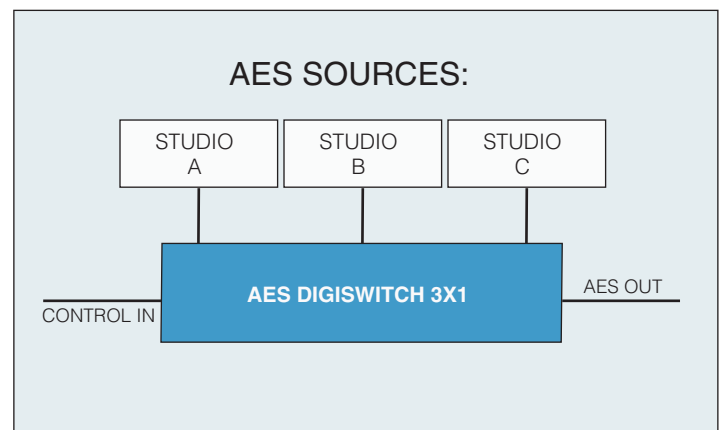 AES SOURCES:
STUDIO
A
STUDIO
B
STUDIO
C
AES DIGISWITCH 3X1
CONTROL IN
AES OUT